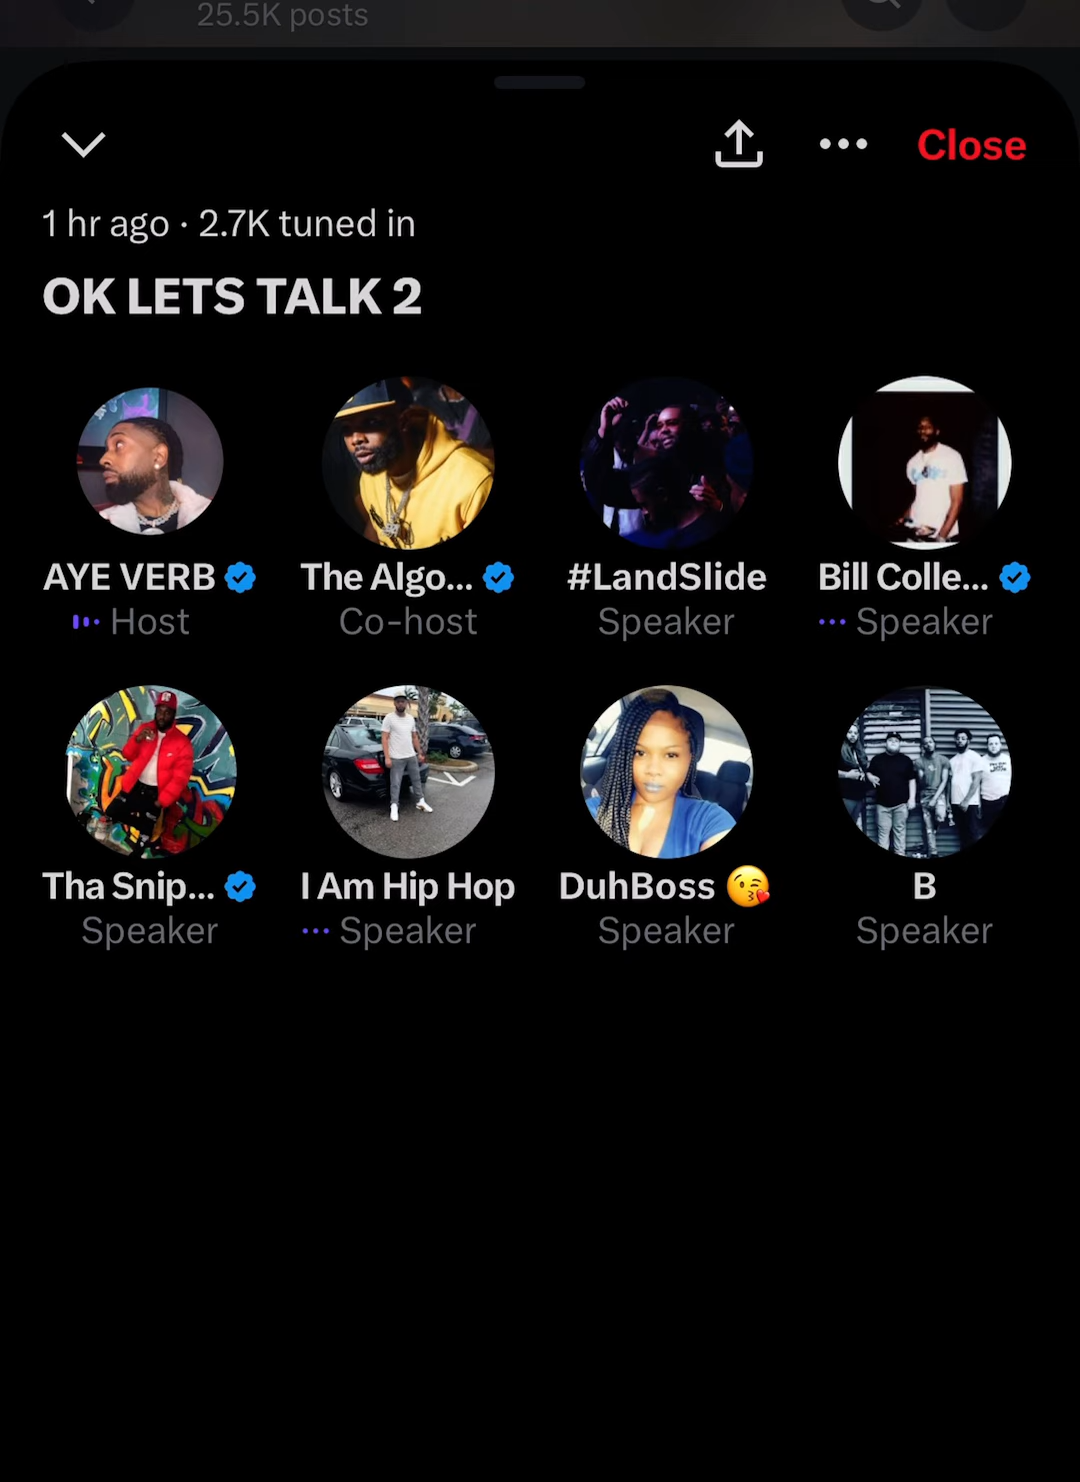 25.5K posts
Close
1 hr ago · 2.7K tuned in
OK LETS TALK 2
AYE VERB
The Algo...
#LandSlide
Bill Colle...
Host
Co-host
Speaker
Speaker
Tha Snip...
I Am Hip Hop
DuhBoss 😘
B
Speaker
Speaker
Speaker
Speaker